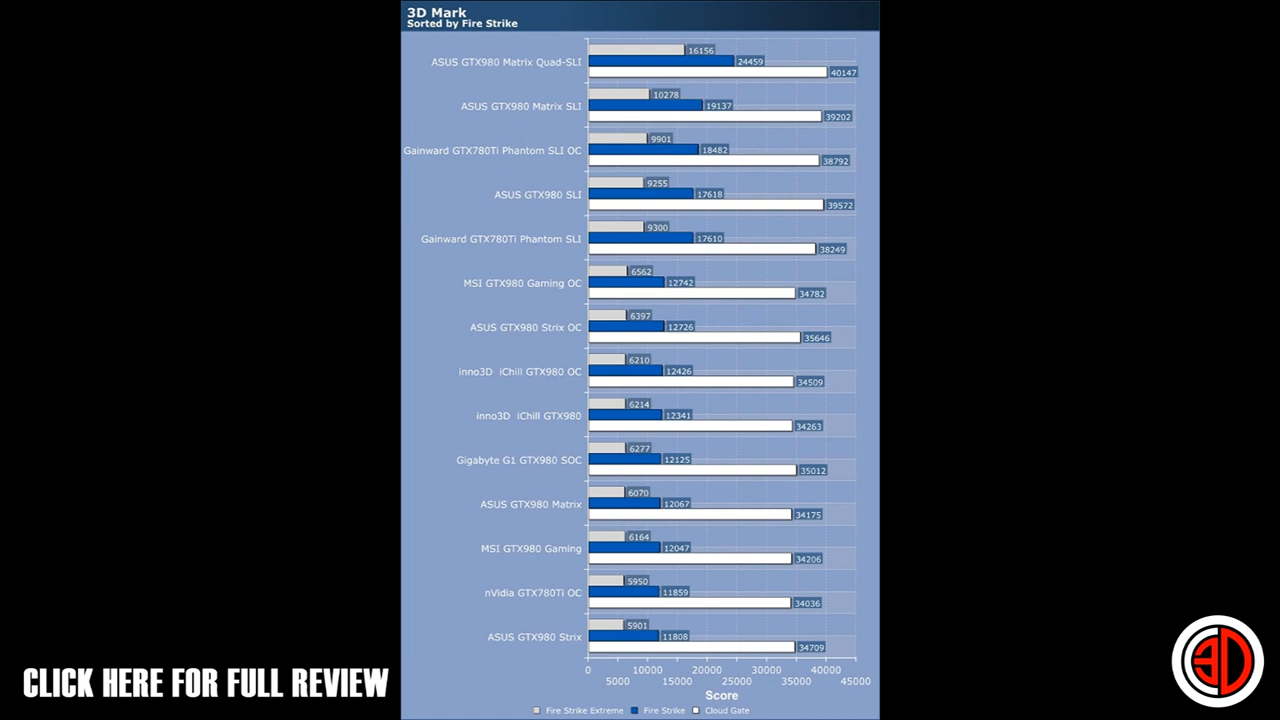 3D Mark
Sorted by Fire Strike
16156
ASUS GTX980 Matrix Quad-SLI 24459
40147
10278
ASUS GTX980 Matrix SLI 19137
39202
9901
Gainward GTX780Ti Phantom SLI OC 18482
38792
9255
ASUS GTX980 SLI 17618
39572
9300
Gainward GTX780Ti Phantom SLI 17610
38249
6562
MSI GTX980 Gaming OC 12742
34782
6397
ASUS GTX980 Strix OC 12726
35646
6210
inno3D iChill GTX980 OC 12426
34509
6214
inno3D iChill GTX980 12341
34263
6277
Gigabyte G1 GTX980 SOC 12125
35012
6070
ASUS GTX980 Matrix 12067
34175
6164
MSI GTX980 Gaming 12047
34206
5950
nVidia GTX780Ti OC 11859
34036
5901
ASUS GTX980 Strix 11808
34709
0 10000 20000 30000 40000
5000 15000 25000 35000 45000
Score
Fire Strike Extreme Fire Strike Cloud Gate
CLICK HERE FOR FULL REVIEW
3D